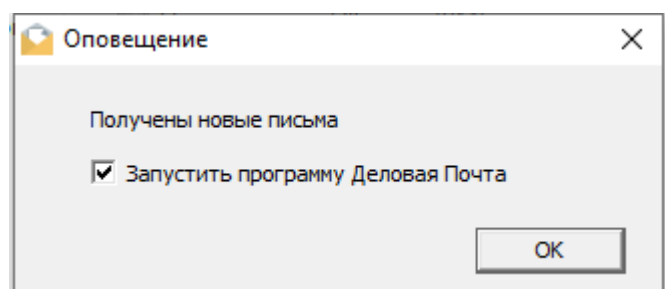 Оповещение
Получены новые письма
Запустить программу Деловая Почта
OK